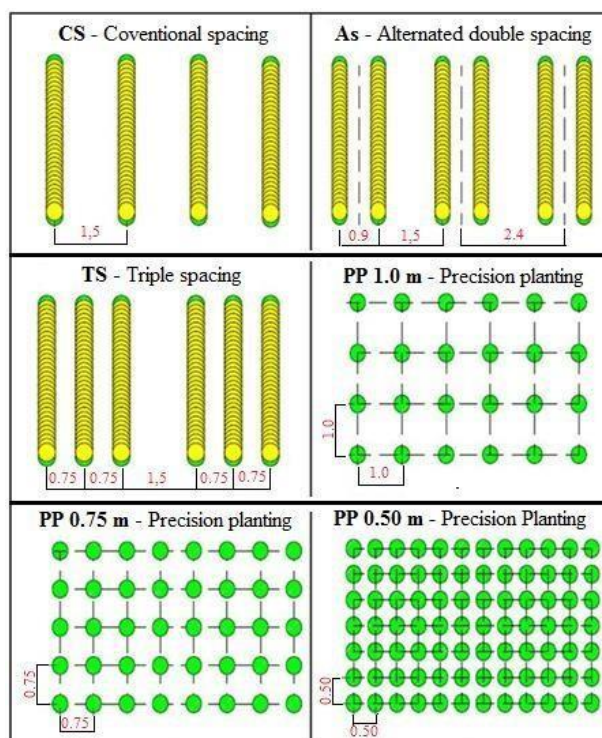 CS - Coventional spacing
1,5
As - Alternated double spacing
0.9 1,5 2.4
TS - Triple spacing
0.75 0.75 1,5 0.75 0.75
PP 1.0 m - Precision planting
1.0
1.0
PP 0.75 m - Precision planting
0.75
0.75
PP 0.50 m - Precision Planting
0.50
0.50